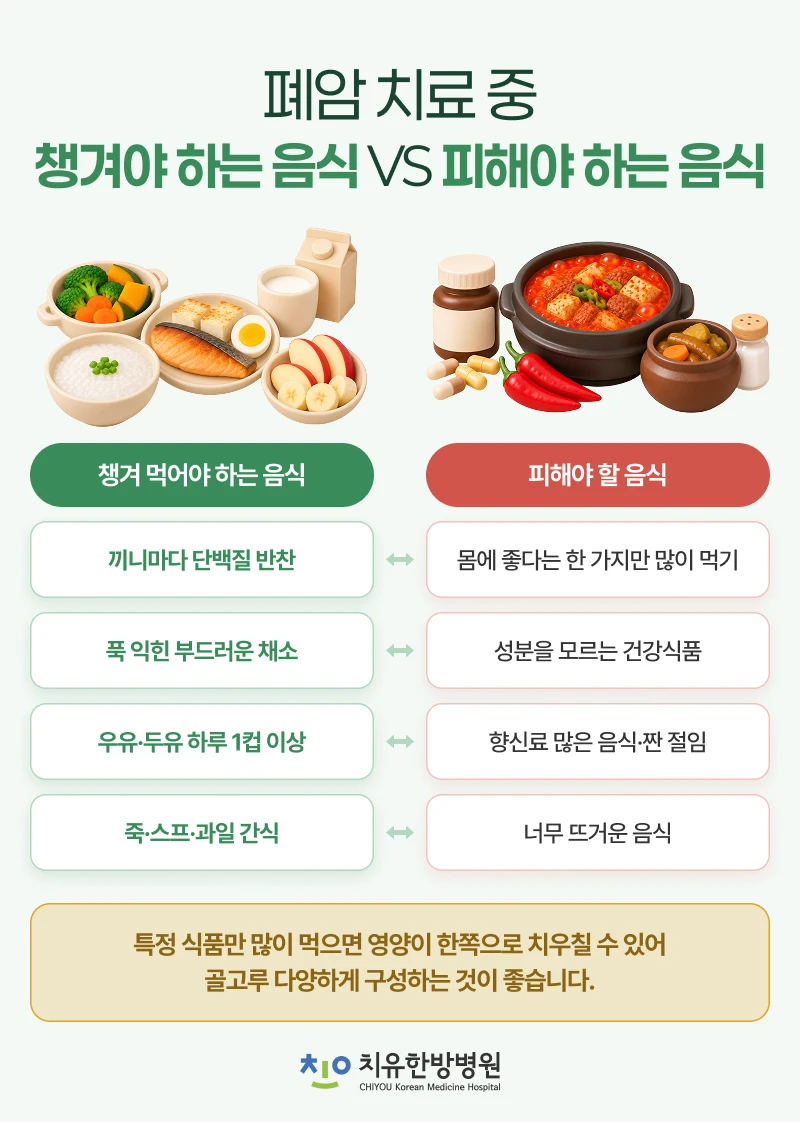 폐암 치료 중
챙겨야 하는 음식 VS 피해야 하는 음식
챙겨 먹어야 하는 음식
피해야 할 음식
끼니마다 단백질 반찬
몸에 좋다는 한 가지만 많이 먹기
푹 익힌 부드러운 채소
성분을 모르는 건강식품
우유·두유 하루 1컵 이상
향신료 많은 음식·짠 절임
죽·스프·과일 간식
너무 뜨거운 음식
특정 식품만 많이 먹으면 영양이 한쪽으로 치우칠 수 있어
골고루 다양하게 구성하는 것이 좋습니다.
치유한방병원
CHIYOU Korean Medicine Hospital